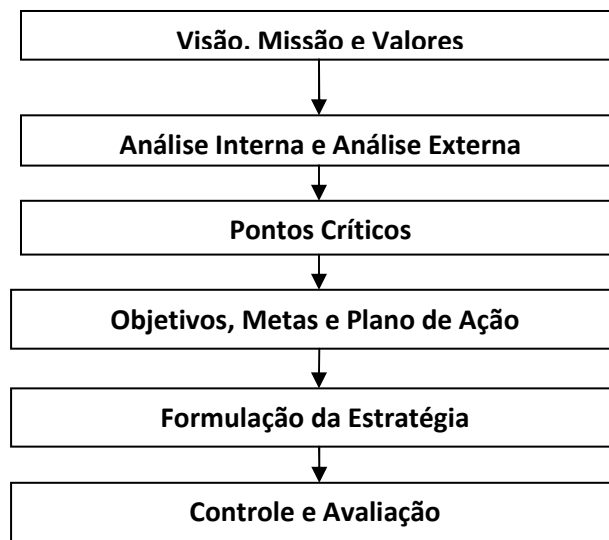 Visão. Missão e Valores
Análise Interna e Análise Externa
Pontos Críticos
Objetivos, Metas e Plano de Ação
Formulação da Estratégia
Controle e Avaliação